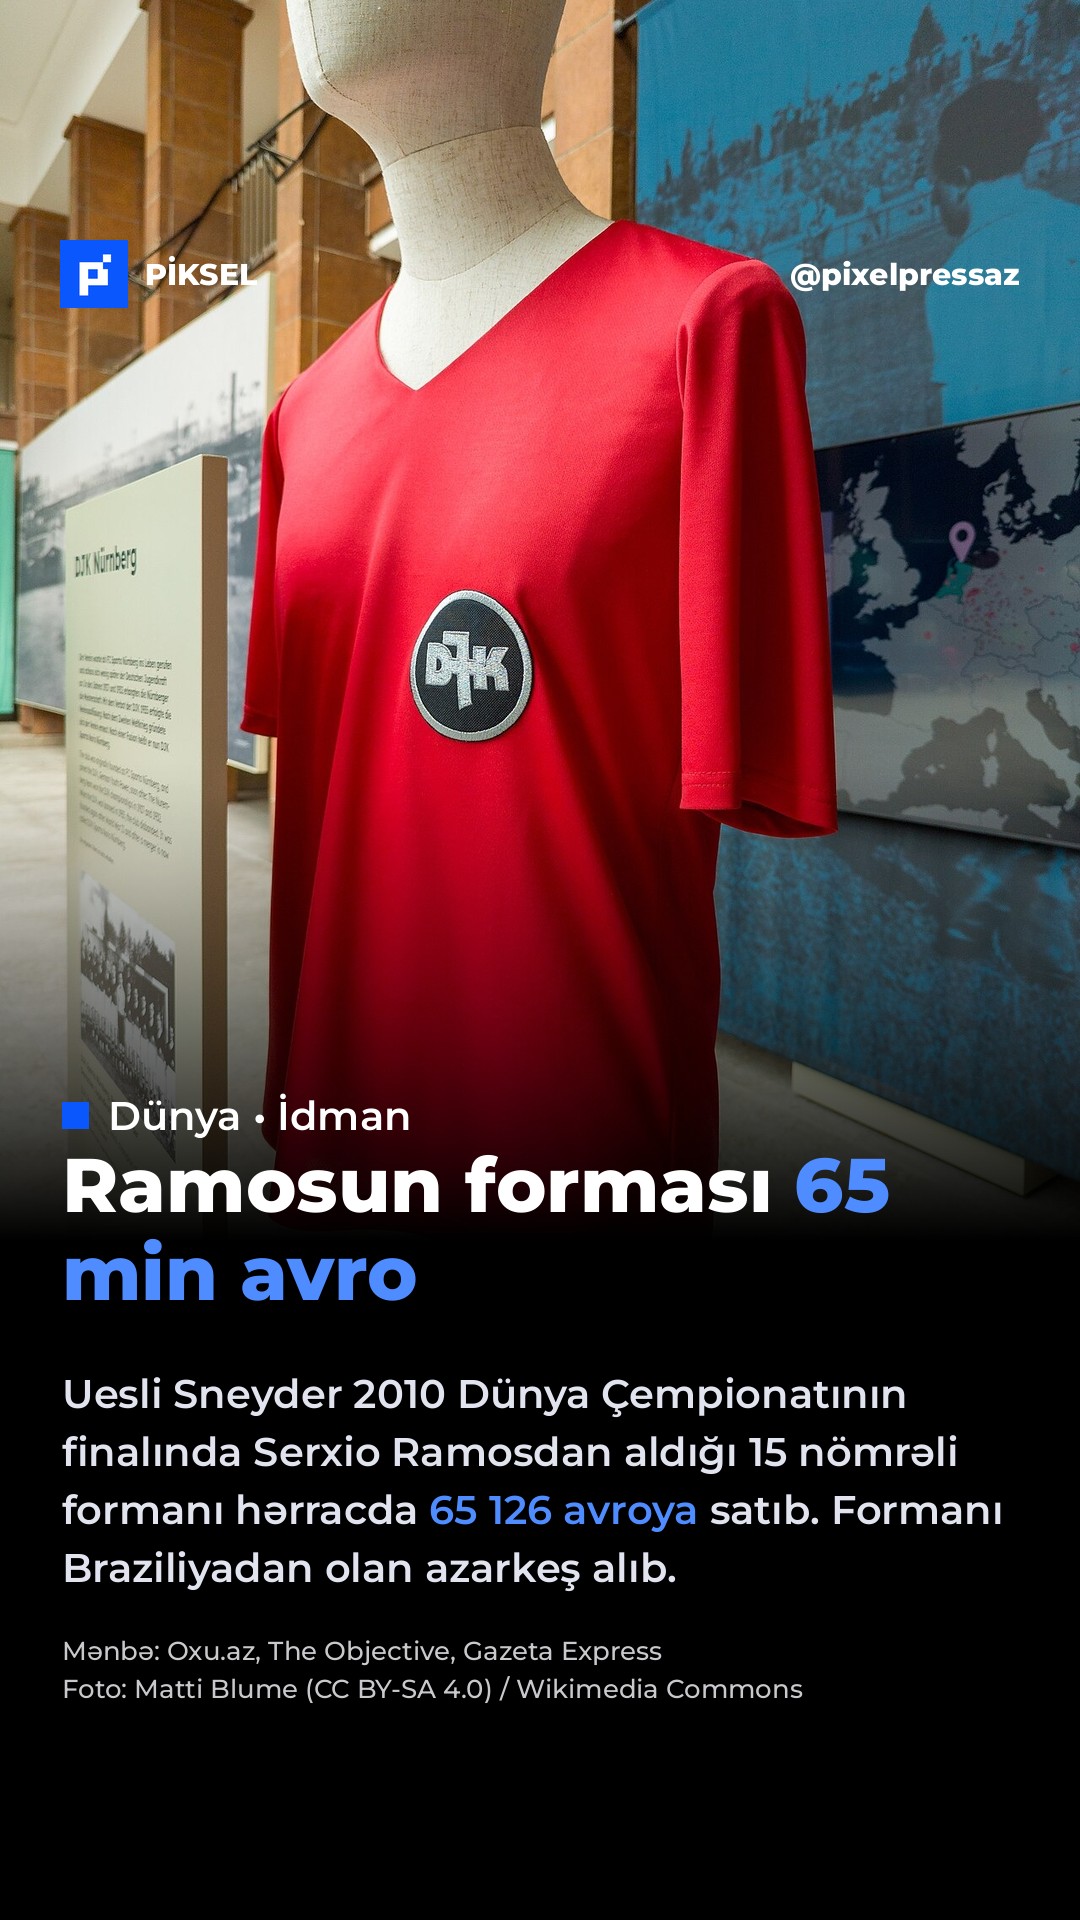 PİKSEL
@pixelpressaz
DJK Nürnberg
DJK
Dünya • İdman
Ramosun forması 65
min avro
Uesli Sneyder 2010 Dünya Çempionatının
finalında Serxio Ramosdan aldığı 15 nömrəli
formanı hərracda 65 126 avroya satıb. Formanı
Braziliyadan olan azarkeş alıb.
Mənbə: Oxu.az, The Objective, Gazeta Express
Foto: Matti Blume (CC BY-SA 4.0) / Wikimedia Commons